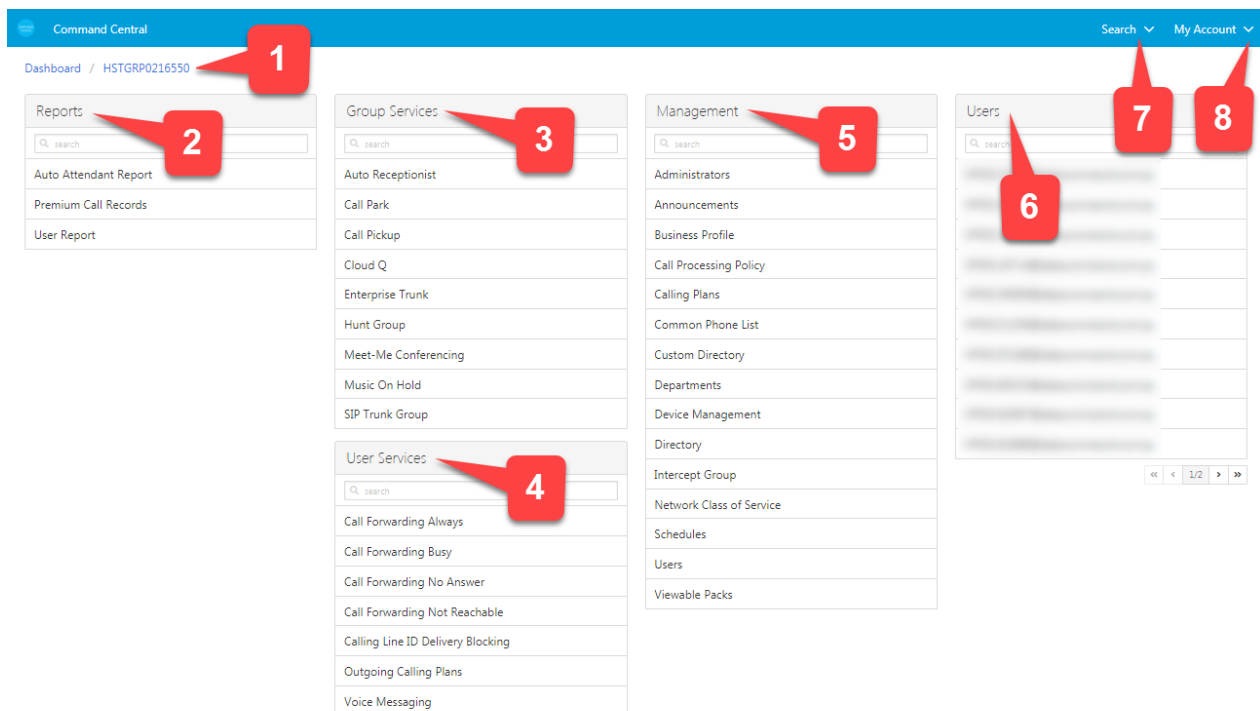 Command Central
Search
My Account
Dashboard / HSTGRP0216550
1
7
8
Reports
2
search
Auto Attendant Report
Premium Call Records
User Report
Group Services
3
search
Auto Receptionist
Call Park
Call Pickup
Cloud Q
Enterprise Trunk
Hunt Group
Meet-Me Conferencing
Music On Hold
SIP Trunk Group
User Services
4
search
Call Forwarding Always
Call Forwarding Busy
Call Forwarding No Answer
Call Forwarding Not Reachable
Calling Line ID Delivery Blocking
Outgoing Calling Plans
Voice Messaging
Management
5
search
Administrators
Announcements
Business Profile
Call Processing Policy
Calling Plans
Common Phone List
Custom Directory
Departments
Device Management
Directory
Intercept Group
Network Class of Service
Schedules
Users
Viewable Packs
Users
6
search
« < 1/2 > »